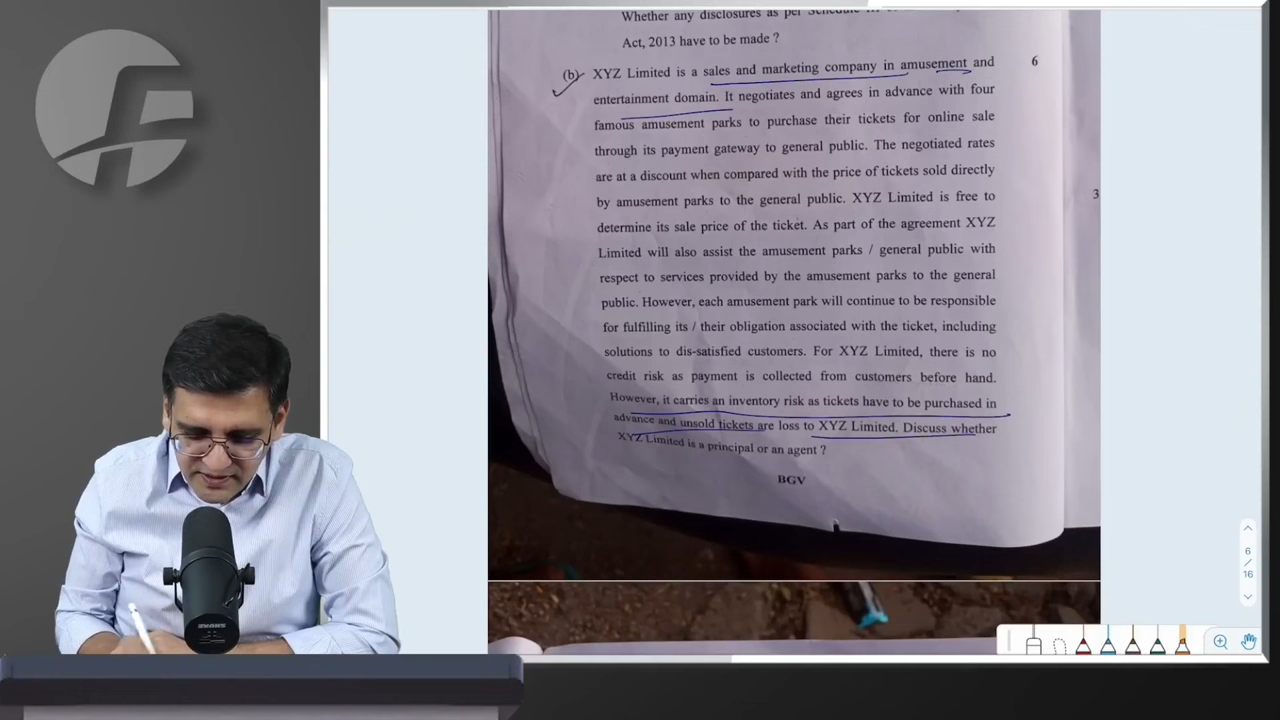 Whether any disclosures as per
Act, 2013 have to be made ?
(b) XYZ Limited is a sales and marketing company in amusement and 6
entertainment domain. It negotiates and agrees in advance with four
famous amusement parks to purchase their tickets for online sale
through its payment gateway to general public. The negotiated rates
are at a discount when compared with the price of tickets sold directly
by amusement parks to the general public. XYZ Limited is free to
3
determine its sale price of the ticket. As part of the agreement XYZ
Limited will also assist the amusement parks / general public with
respect to services provided by the amusement parks to the general
public. However, each amusement park will continue to be responsible
for fulfilling its / their obligation associated with the ticket, including
solutions to dis-satisfied customers. For XYZ Limited, there is no
credit risk as payment is collected from customers before hand.
However, it carries an inventory risk as tickets have to be purchased in
advance and unsold tickets are loss to XYZ Limited. Discuss whether
XYZ Limited is a principal or an agent ?
BGV
6
/
16